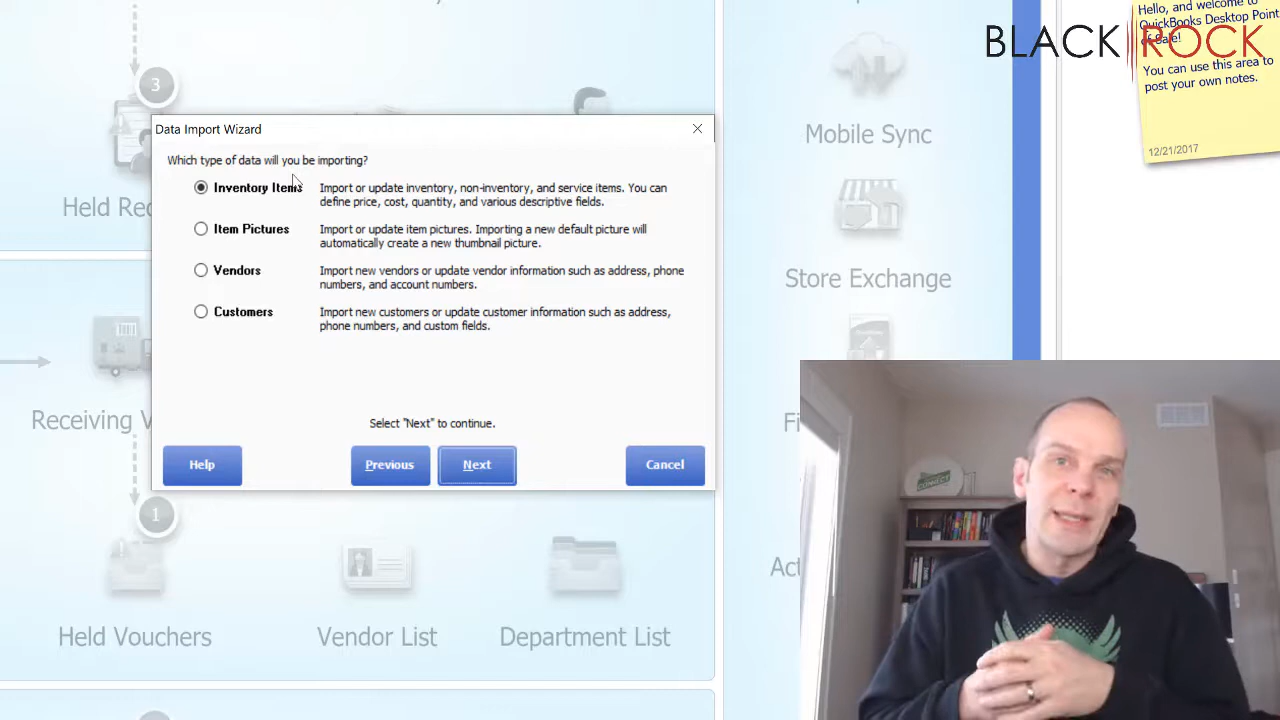 BLACK ROCK
Hello, and welcome to
QuickBooks Desktop Point
of Sale!
You can use this area to
post your own notes.
12/21/2017
3
Mobile Sync
Data Import Wizard
Which type of data will you be importing?
Inventory Items Import or update inventory, non-inventory, and service items. You can
define price, cost, quantity, and various descriptive fields.
Held
Item Pictures Import or update item pictures. Importing a new default picture will
automatically create a new thumbnail picture.
Vendors Import new vendors or update vendor information such as address, phone
numbers, and account numbers.
Store Exchange
Customers Import new customers or update customer information such as address,
phone numbers, and custom fields.
Receiving
Select "Next" to continue.
Help Previous Next Cancel
1
Held Vouchers
Vendor List
Department List